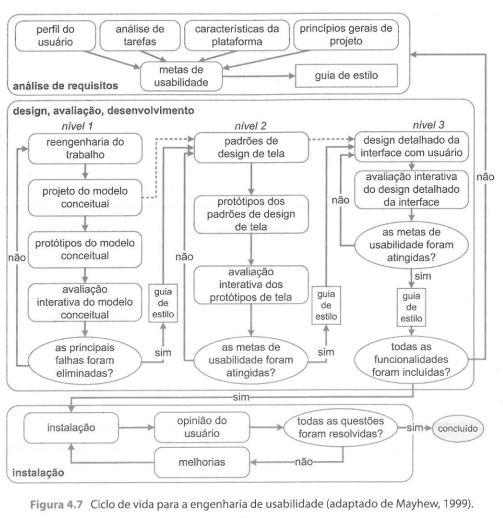 perfil do
usuário
análise de
tarefas
características da
plataforma
princípios gerais de
projeto
metas de
usabilidade
guia de estilo
análise de requisitos
design, avaliação, desenvolvimento
nível 1
reengenharia do
trabalho
projeto do modelo
conceitual
protótipos do modelo
conceitual
avaliação
interativa do modelo
conceitual
as principais
falhas foram
eliminadas?
não
sim
guia
de
estilo
nível 2
padrões de
design de tela
protótipos dos
padrões de design
de tela
avaliação
interativa dos
protótipos de tela
as metas de
usabilidade foram
atingidas?
não
sim
guia
de
estilo
nível 3
design detalhado da
interface com usuário
avaliação interativa
do design detalhado
da interface
as metas de
usabilidade foram
atingidas?
não
sim
guia
de
estilo
todas as
funcionalidades
foram incluídas?
não
sim
instalação
opinião do
usuário
todas as questões
foram resolvidas?
sim
concluído
não
melhorias
instalação
Figura 4.7 Ciclo de vida para a engenharia de usabilidade (adaptado de Mayhew, 1999).